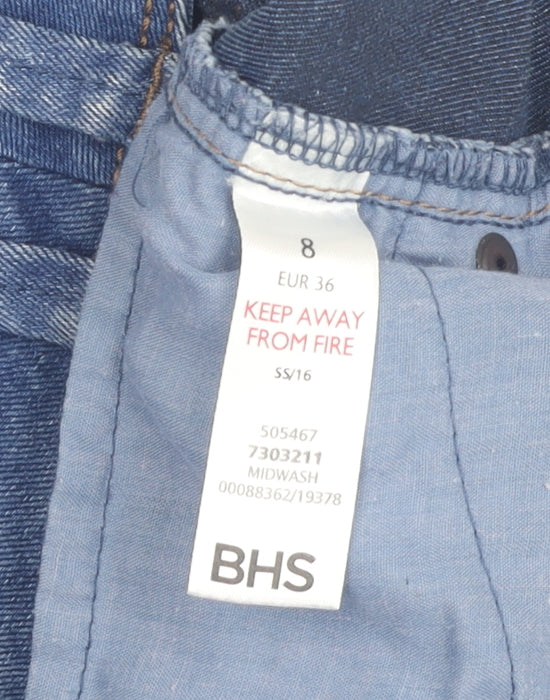 8
EUR 36
KEEP AWAY
FROM FIRE
SS/16
505467
7303211
MIDWASH
00088362/19378
BHS